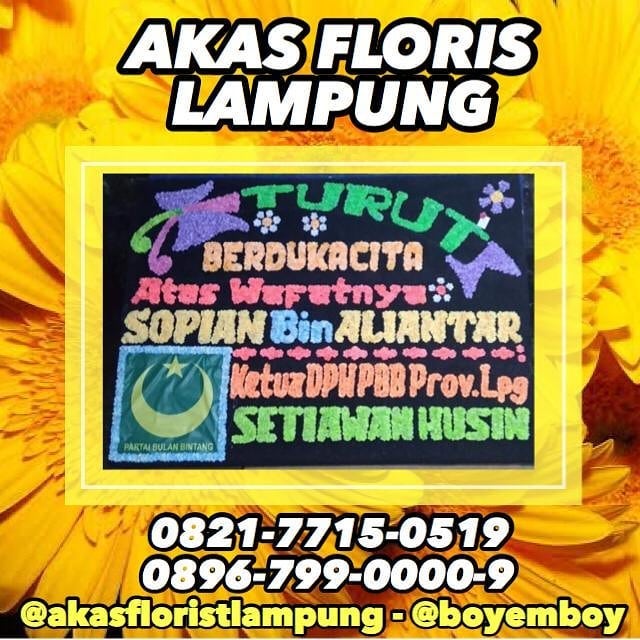 AKAS FLORIS
LAMPUNG
TURUT
BERDUKACITA
Atas Wafatnya
SOPIAN Bin ALIANTAR
Ketua DPW PBB Prov. Lpg
SETIAWAN HUSIN
PARTAI BULAN BINTANG
0821-7715-0519
0896-799-0000-9
@akasfloristlampung - @boyemboy